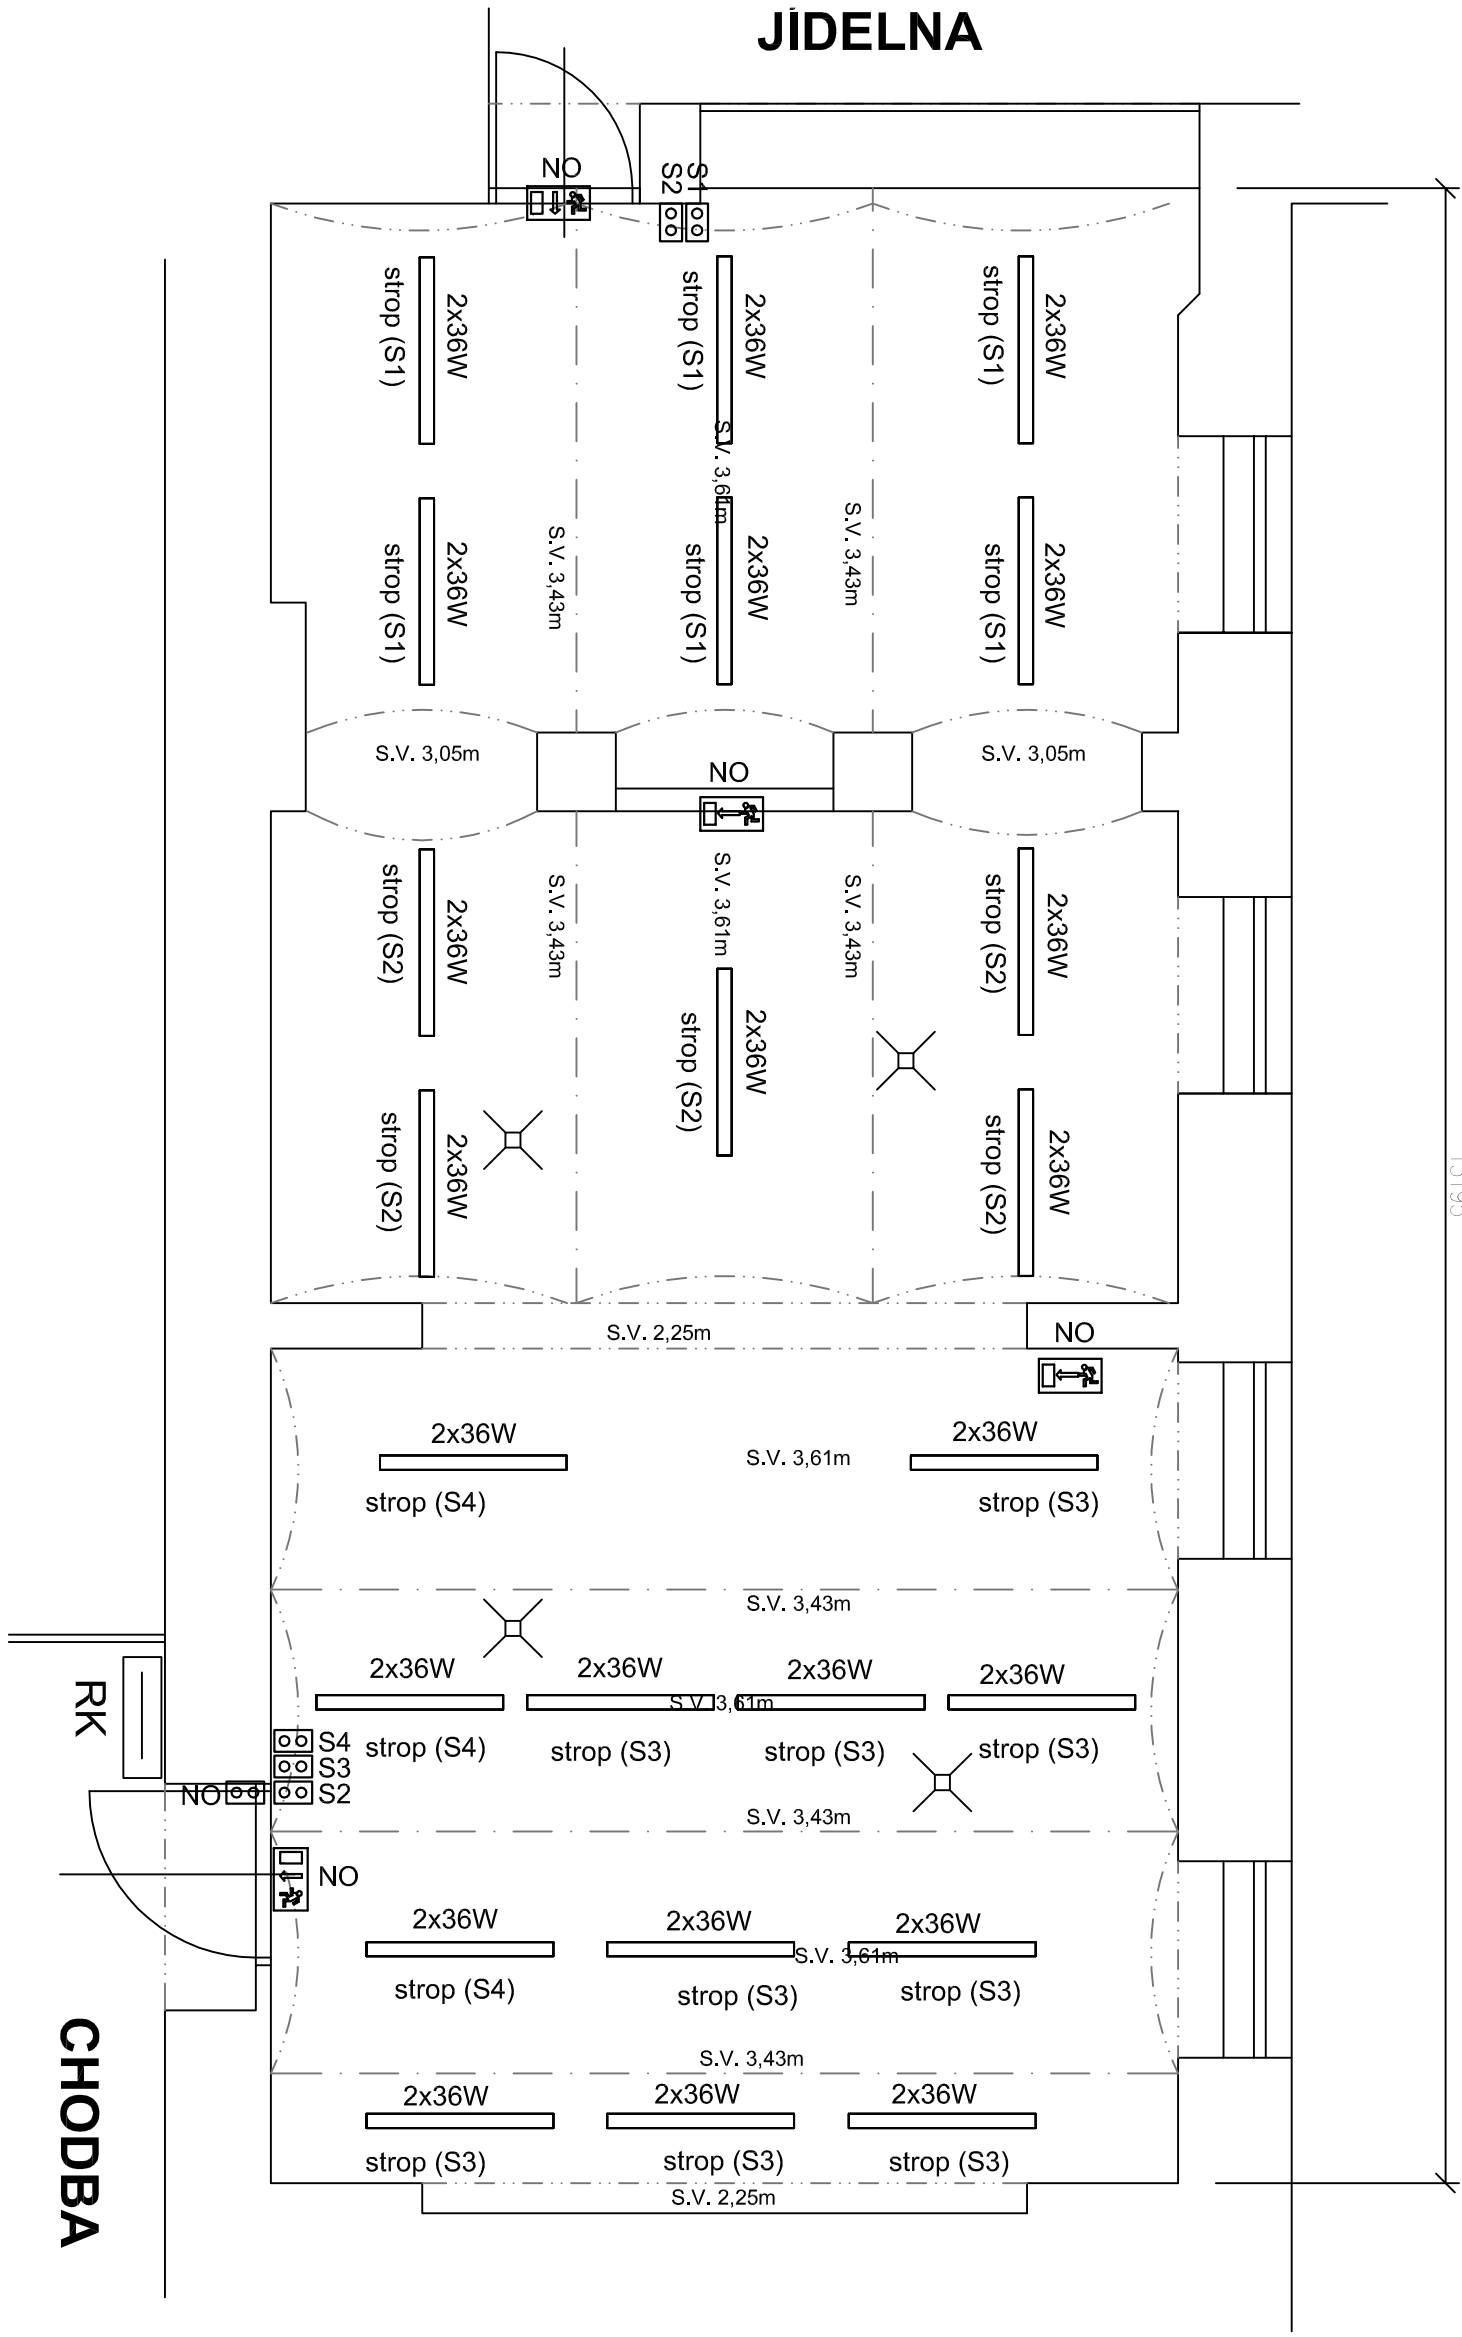 JÍDELNA
NO
S2
S1
2x36W
strop (S1)
2x36W
strop (S1)
2x36W
strop (S1)
S.V. 3,61m
S.V. 3,43m
S.V. 3,43m
2x36W
strop (S1)
2x36W
strop (S1)
2x36W
strop (S1)
S.V. 3,05m
NO
S.V. 3,05m
2x36W
strop (S2)
S.V. 3,43m
S.V. 3,61m
S.V. 3,43m
2x36W
strop (S2)
2x36W
strop (S2)
2x36W
strop (S2)
2x36W
strop (S2)
S.V. 2,25m
NO
2x36W
strop (S4)
S.V. 3,61m
2x36W
strop (S3)
S.V. 3,43m
2x36W
strop (S4)
2x36W
strop (S3)
S.V. 3,61m
2x36W
strop (S3)
2x36W
strop (S3)
RK
S4
S3
S2
NO
NO
S.V. 3,43m
2x36W
strop (S4)
2x36W
strop (S3)
S.V. 3,61m
2x36W
strop (S3)
S.V. 3,43m
2x36W
strop (S3)
2x36W
strop (S3)
2x36W
strop (S3)
S.V. 2,25m
CHODBA